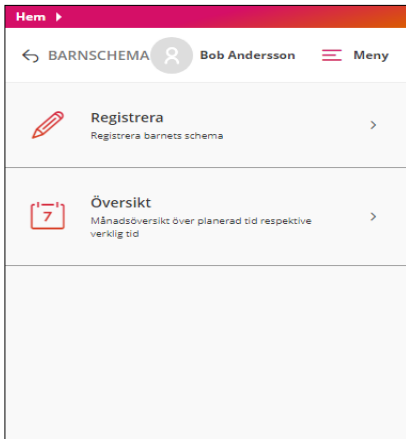 Hem
BARNSCHEMA Bob Andersson Meny
Registrera
Registrera barnets schema
7
Översikt
Månadsöversikt över planerad tid respektive
verklig tid